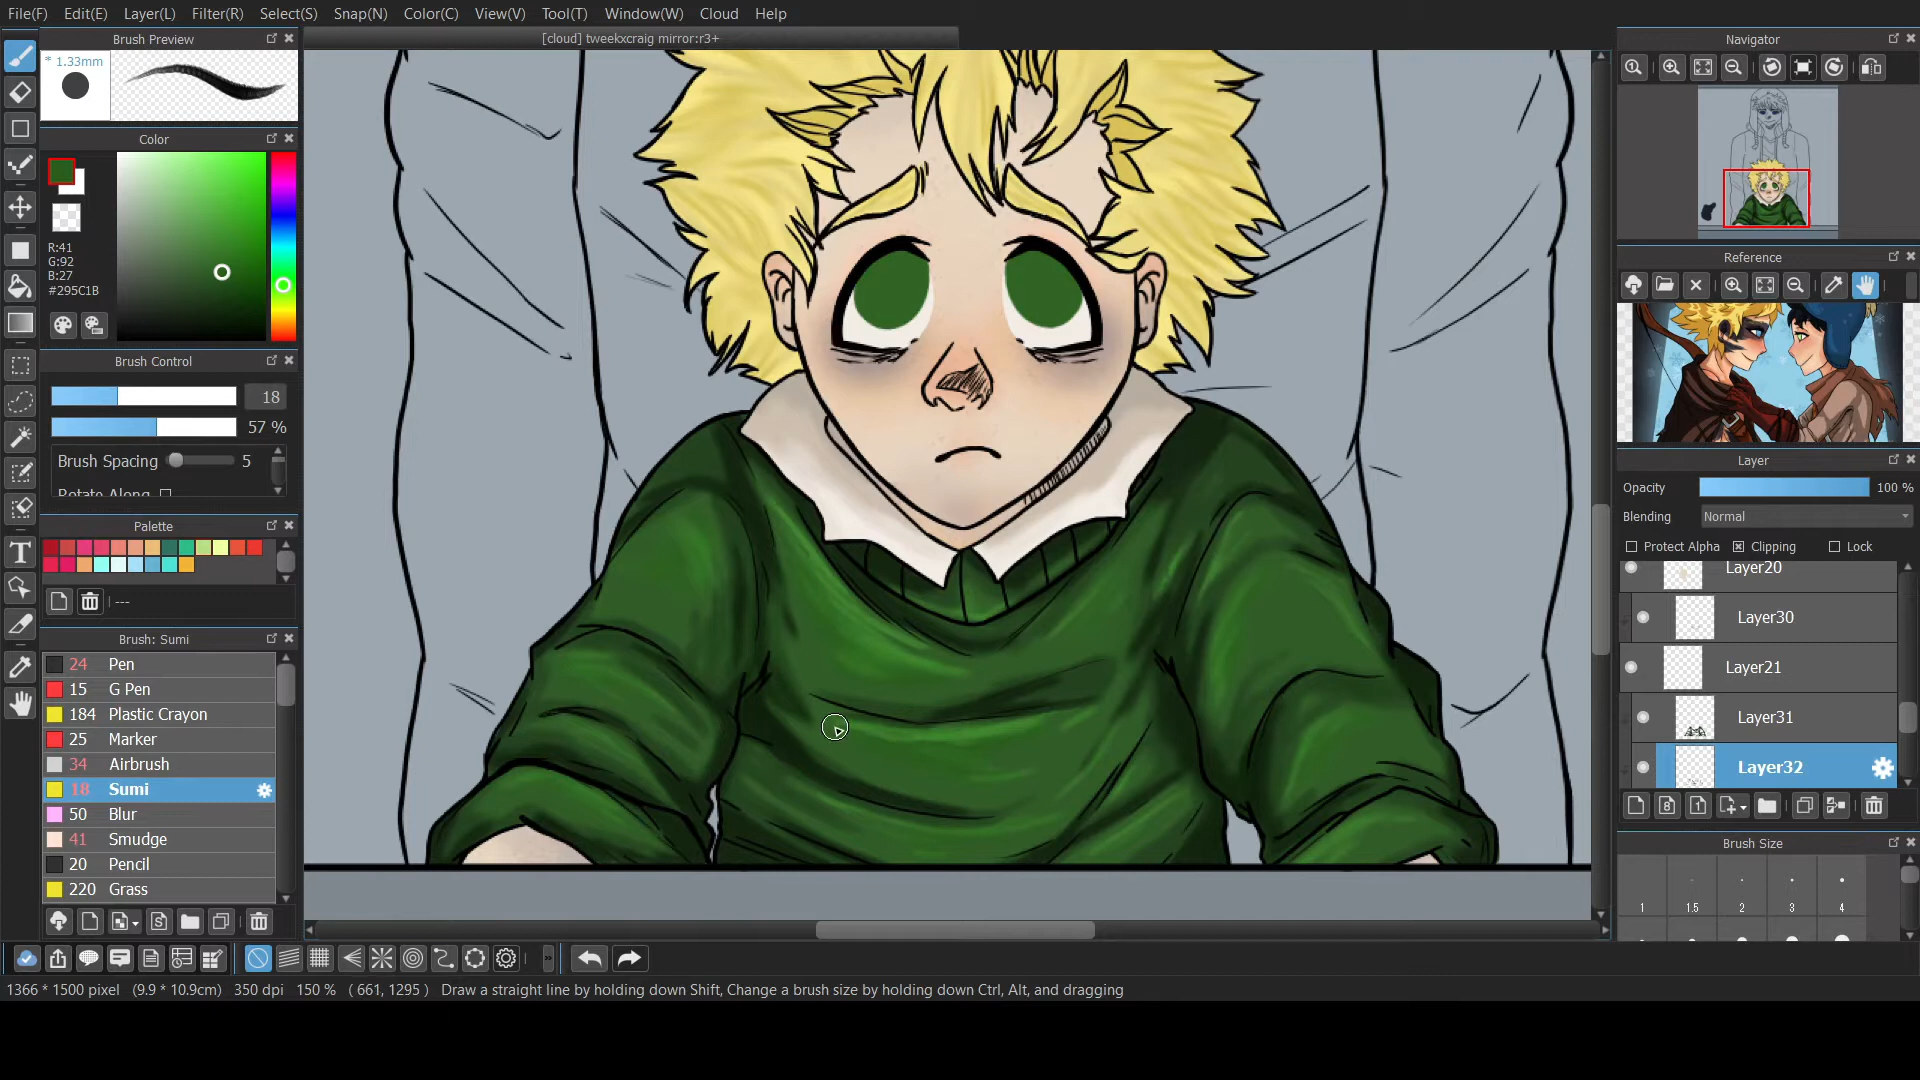 File(F) Edit(E) Layer(L) Filter(R) Select(S) Snap(N) Color(C) View(V) Tool(T) Window(W) Cloud Help
Brush Preview
[cloud] tweekxcraig mirror:r3+
Navigator
* 1.33mm
Color
R:41
G:92
B:27
#295C1B
Brush Control
18
57 %
Brush Spacing 5
Rotate Along
Palette
---
Brush: Sumi
24 Pen
15 G Pen
184 Plastic Crayon
25 Marker
34 Airbrush
18 Sumi
50 Blur
41 Smudge
20 Pencil
220 Grass
Reference
Layer
Opacity 100 %
Blending Normal
Protect Alpha Clipping Lock
Layer20
Layer30
Layer21
Layer31
Layer32
Brush Size
1 1.5 2 3 4
1366 * 1500 pixel (9.9 * 10.9cm) 350 dpi 150 % ( 661, 1295 ) Draw a straight line by holding down Shift, Change a brush size by holding down Ctrl, Alt, and dragging